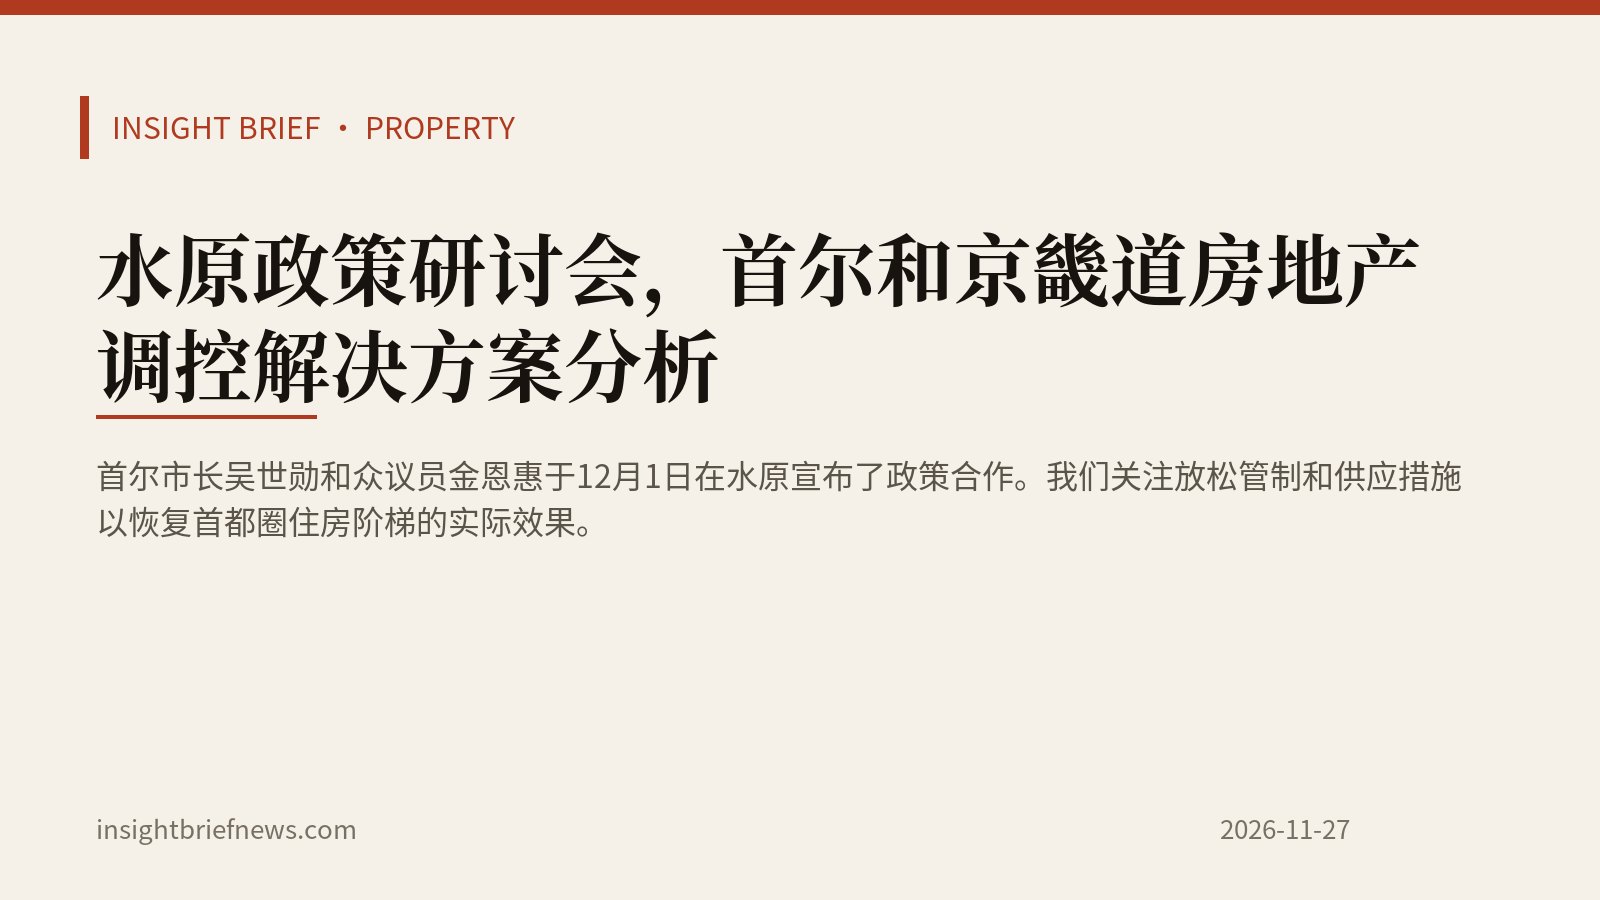 INSIGHT BRIEF · PROPERTY
水原政策研讨会，首尔和京畿道房地产
调控解决方案分析
首尔市长吴世勋和众议员金恩惠于12月1日在水原宣布了政策合作。我们关注放松管制和供应措施
以恢复首都圈住房阶梯的实际效果。
insightbriefnews.com
2026-11-27